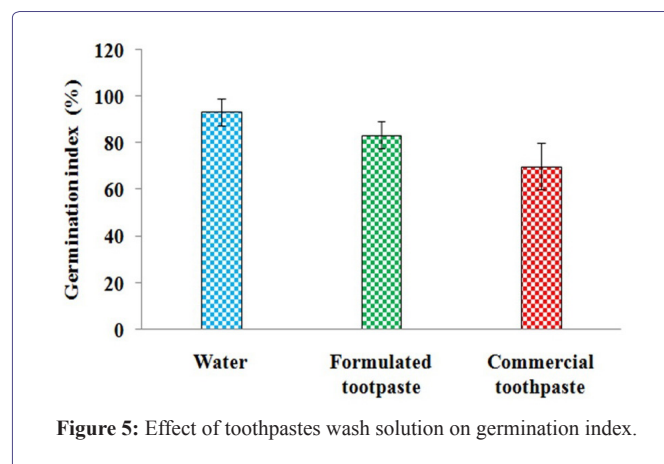 120
100
80
60
40
20
0
Germination index (%)
Water
Formulated
tootpaste
Commercial
toothpaste
Figure 5: Effect of toothpastes wash solution on germination index.